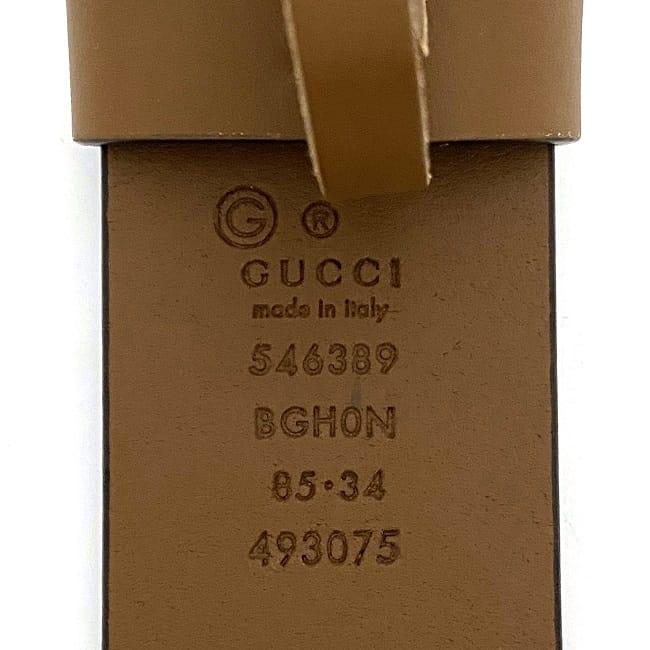 G ®
GUCCI
made in italy
546389
BGH0N
85·34
493075